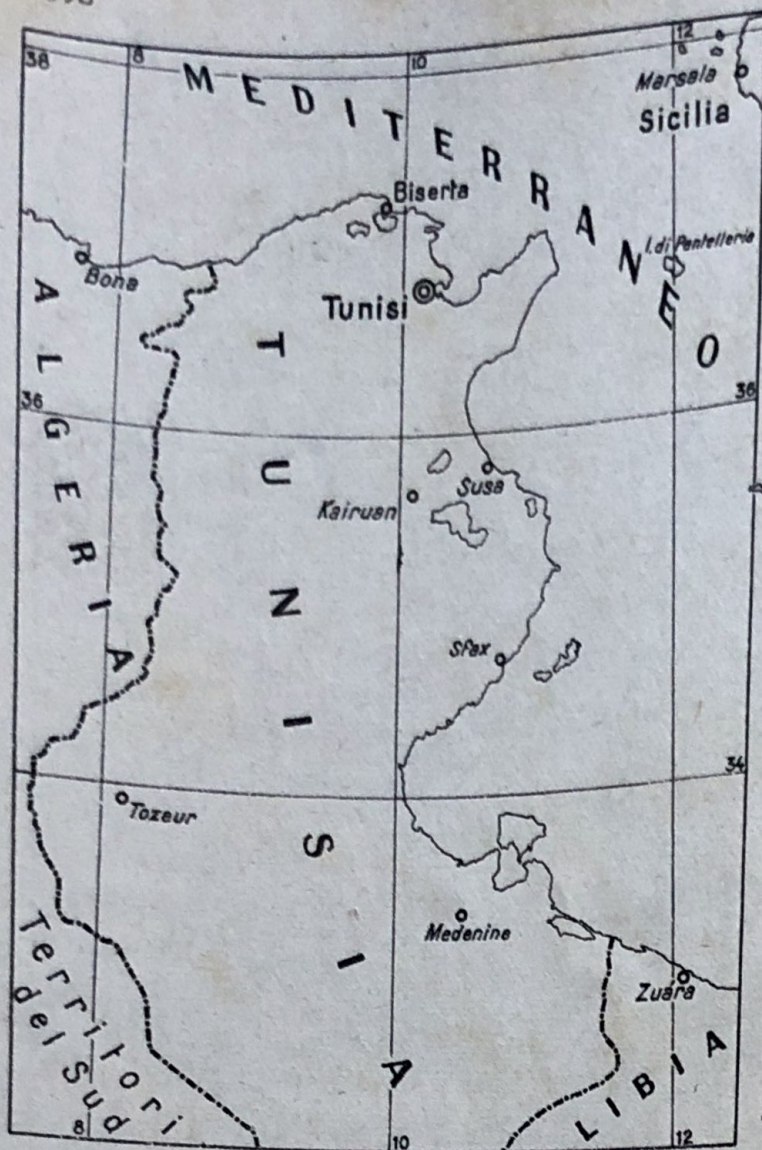 38
8
10
12
MEDITERRANEO
Marsala
Sicilia
Biserta
I. di Pantelleria
Bona
Tunisi
ALGERIA
TUNISIA
36
36
Susa
Kairuan
Sfax
34
Tozeur
Medenine
Zuára
Territori
del Sud
LIBIA
8
10
12